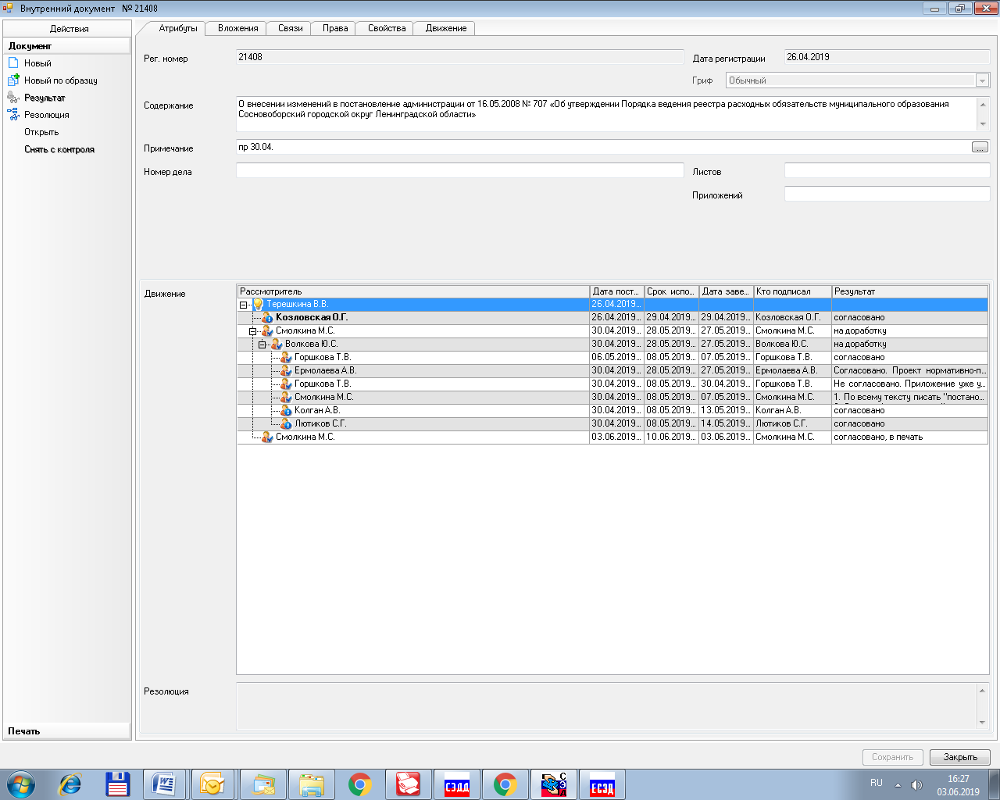 Внутренний документ № 21408
Действия
Документ
Новый
Новый по образцу
Результат
Резолюция
Открыть
Снять с контроля
Печать
Атрибуты Вложения Связи Права Свойства Движение
Рег. номер 21408 Дата регистрации 26.04.2019
Гриф Обычный
Содержание О внесении изменений в постановление администрации от 16.05.2008 № 707 «Об утверждении Порядка ведения реестра расходных обязательств муниципального образования
Сосновоборский городской округ Ленинградской области»
Примечание пр 30.04. ...
Номер дела Листов
Приложений
Движение
Рассмотритель Дата пост... Срок испо... Дата заве... Кто подписал Результат
Терешкина В.В. 26.04.2019...
Козловская О.Г. 26.04.2019... 29.04.2019... 29.04.2019... Козловская О.Г. согласовано
Смолкина М.С. 30.04.2019... 28.05.2019... 27.05.2019... Смолкина М.С. на доработку
Волкова Ю.С. 30.04.2019... 28.05.2019... 27.05.2019... Волкова Ю.С. на доработку
Горшкова Т.В. 06.05.2019... 08.05.2019... 07.05.2019... Горшкова Т.В. согласовано
Ермолаева А.В. 30.04.2019... 28.05.2019... 27.05.2019... Ермолаева А.В. Согласовано. Проект нормативно-п...
Горшкова Т.В. 30.04.2019... 08.05.2019... 30.04.2019... Горшкова Т.В. Не согласовано. Приложение уже у...
Смолкина М.С. 30.04.2019... 08.05.2019... 07.05.2019... Смолкина М.С. 1. По всему тексту писать "постано...
Колган А.В. 30.04.2019... 08.05.2019... 13.05.2019... Колган А.В. согласовано
Лютиков С.Г. 30.04.2019... 08.05.2019... 14.05.2019... Лютиков С.Г. согласовано
Смолкина М.С. 03.06.2019... 10.06.2019... 03.06.2019... Смолкина М.С. согласовано, в печать
Резолюция
Сохранить Закрыть
СЭДД СЭД ЕСЭД RU 16:27
03.06.2019